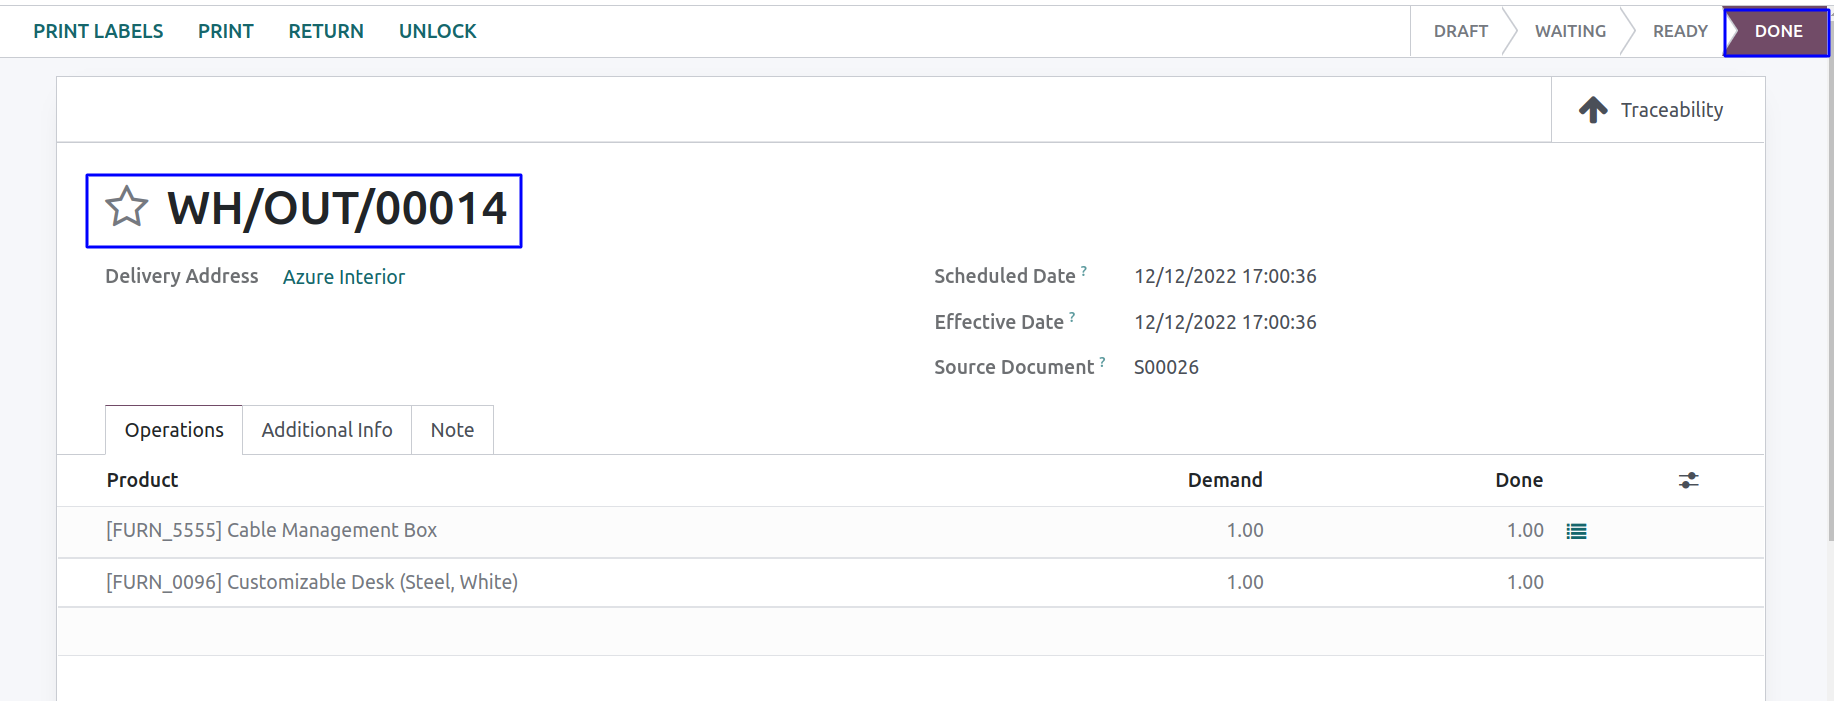 PRINT LABELS PRINT RETURN UNLOCK DRAFT WAITING READY DONE
Traceability
WH/OUT/00014
Delivery Address Azure Interior Scheduled Date ? 12/12/2022 17:00:36
Effective Date ? 12/12/2022 17:00:36
Source Document ? S00026
Operations Additional Info Note
Product Demand Done
[FURN_5555] Cable Management Box 1.00 1.00
[FURN_0096] Customizable Desk (Steel, White) 1.00 1.00